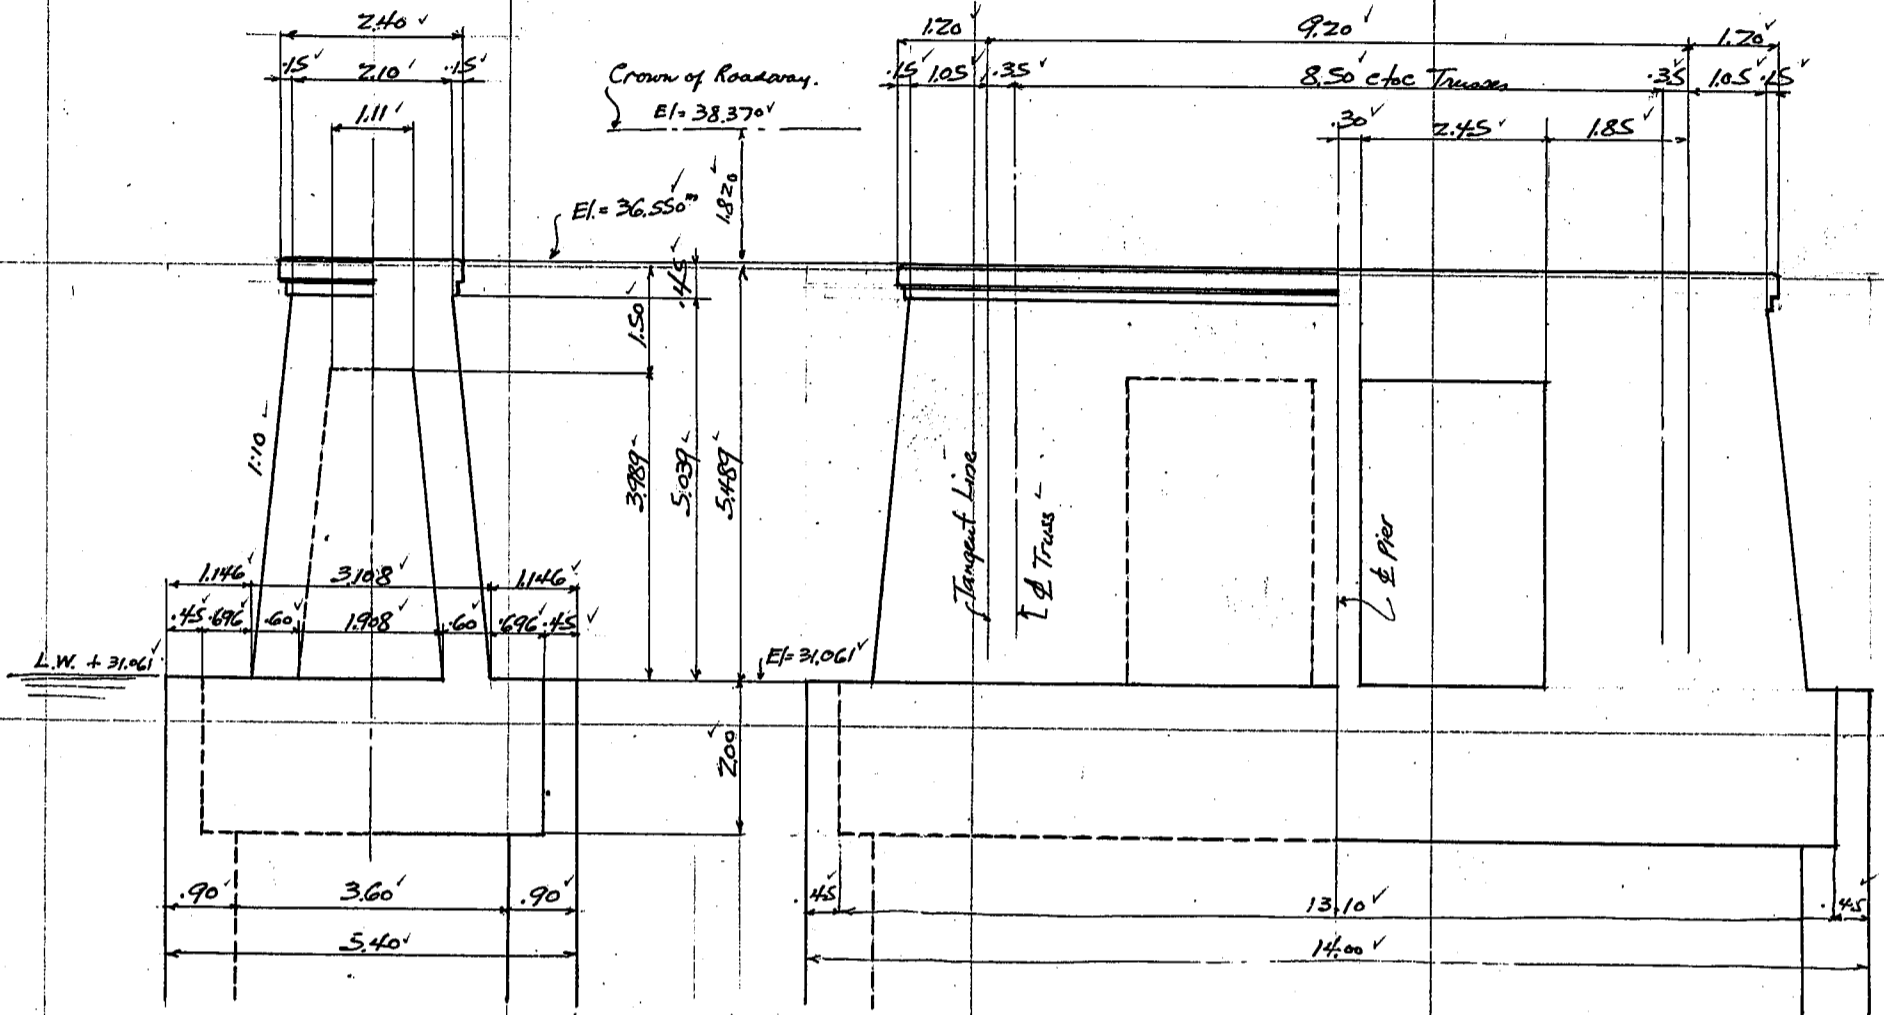 2.40
.15 2.10 .15
1.11
Crown of Roadway.
El= 38.370
1.820
El.= 36.550m
.45
1.50
1:10
3.989
5.039
5.489
1.146 3.108 1.146
.45 .696 .60 1.908 .60 .696 .45
L.W. + 31.061
El= 31.061
2.00
.90 3.60 .90
5.40
1.20 9.20 1.20
.15 1.05 .35 8.50 c to c Trusses .35 1.05 .15
.30 2.45 1.85
Tangent Line
℄ Truss
℄ Pier
.45 13.10 .45
14.00